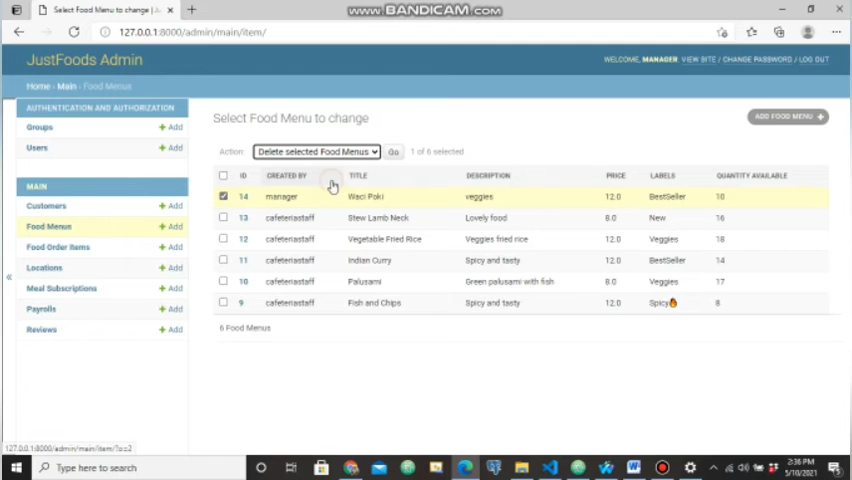 Select Food Menu to change | Ju
www.BANDICAM.com
127.0.0.1:8000/admin/main/item/
JustFoods Admin
WELCOME, MANAGER VIEW SITE / CHANGE PASSWORD / LOG OUT
Home › Main › Food Menus
AUTHENTICATION AND AUTHORIZATION
Groups + Add
Users + Add
MAIN
Customers + Add
Food Menus + Add
Food Order Items + Add
Locations + Add
Meal Subscriptions + Add
Payrolls + Add
Reviews + Add
«
Select Food Menu to change
ADD FOOD MENU +
Action: Delete selected Food Menus Go 1 of 6 selected
ID CREATED BY TITLE DESCRIPTION PRICE LABELS QUANTITY AVAILABLE
14 manager Waci Poki veggies 12.0 BestSeller 10
13 cafeteriastaff Stew Lamb Neck Lovely food 8.0 New 16
12 cafeteriastaff Vegetable Fried Rice Veggies fried rice 12.0 Veggies 18
11 cafeteriastaff Indian Curry Spicy and tasty 12.0 BestSeller 14
10 cafeteriastaff Palusami Green palusami with fish 8.0 Veggies 17
9 cafeteriastaff Fish and Chips Spicy and tasty 12.0 Spicy🔥 8
6 Food Menus
127.0.0.1:8000/admin/main/item/?o=2
Type here to search
2:36 PM
5/10/2021